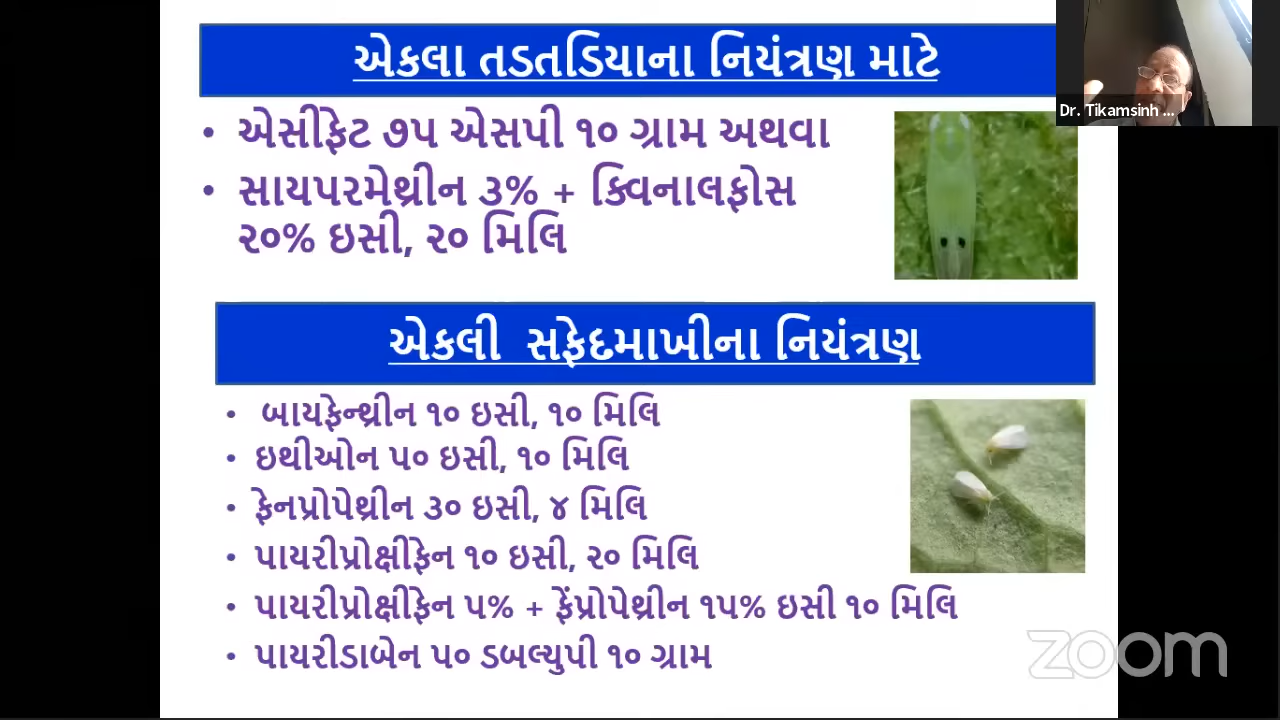 એકલા તડતડિયાના નિયંત્રણ માટે
Dr. Tikamsinh ...
• એસીફેટ ૭૫ એસપી ૧૦ ગ્રામ અથવા
• સાયપરમેથ્રીન ૩% + ક્વિનાલફોસ
૨૦% ઇસી, ૨૦ મિલિ
એકલી સફેદમાખીના નિયંત્રણ
• બાયફેન્થ્રીન ૧૦ ઇસી, ૧૦ મિલિ
• ઇથીઓન ૫૦ ઇસી, ૧૦ મિલિ
• ફેનપ્રોપેથ્રીન ૩૦ ઇસી, ૪ મિલિ
• પાયરીપ્રોક્ષીફેન ૧૦ ઇસી, ૨૦ મિલિ
• પાયરીપ્રોક્ષીફેન ૫% + ફેંપ્રોપેથ્રીન ૧૫% ઇસી ૧૦ મિલિ
• પાયરીડાબેન ૫૦ ડબલ્યુપી ૧૦ ગ્રામ
zoom